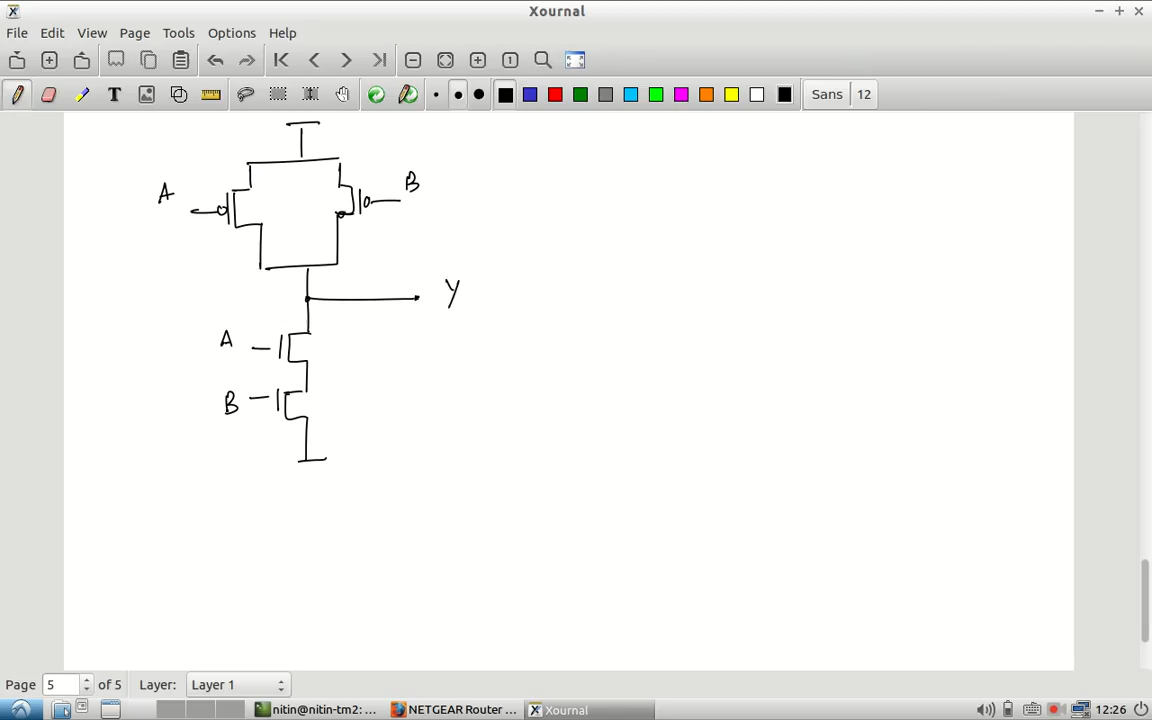 Xournal
File Edit View Page Tools Options Help
Sans 12
A
B
Y
A
B
Page 5 of 5 Layer: Layer 1
nitin@nitin-tm2: ... NETGEAR Router ... Xournal 12:26